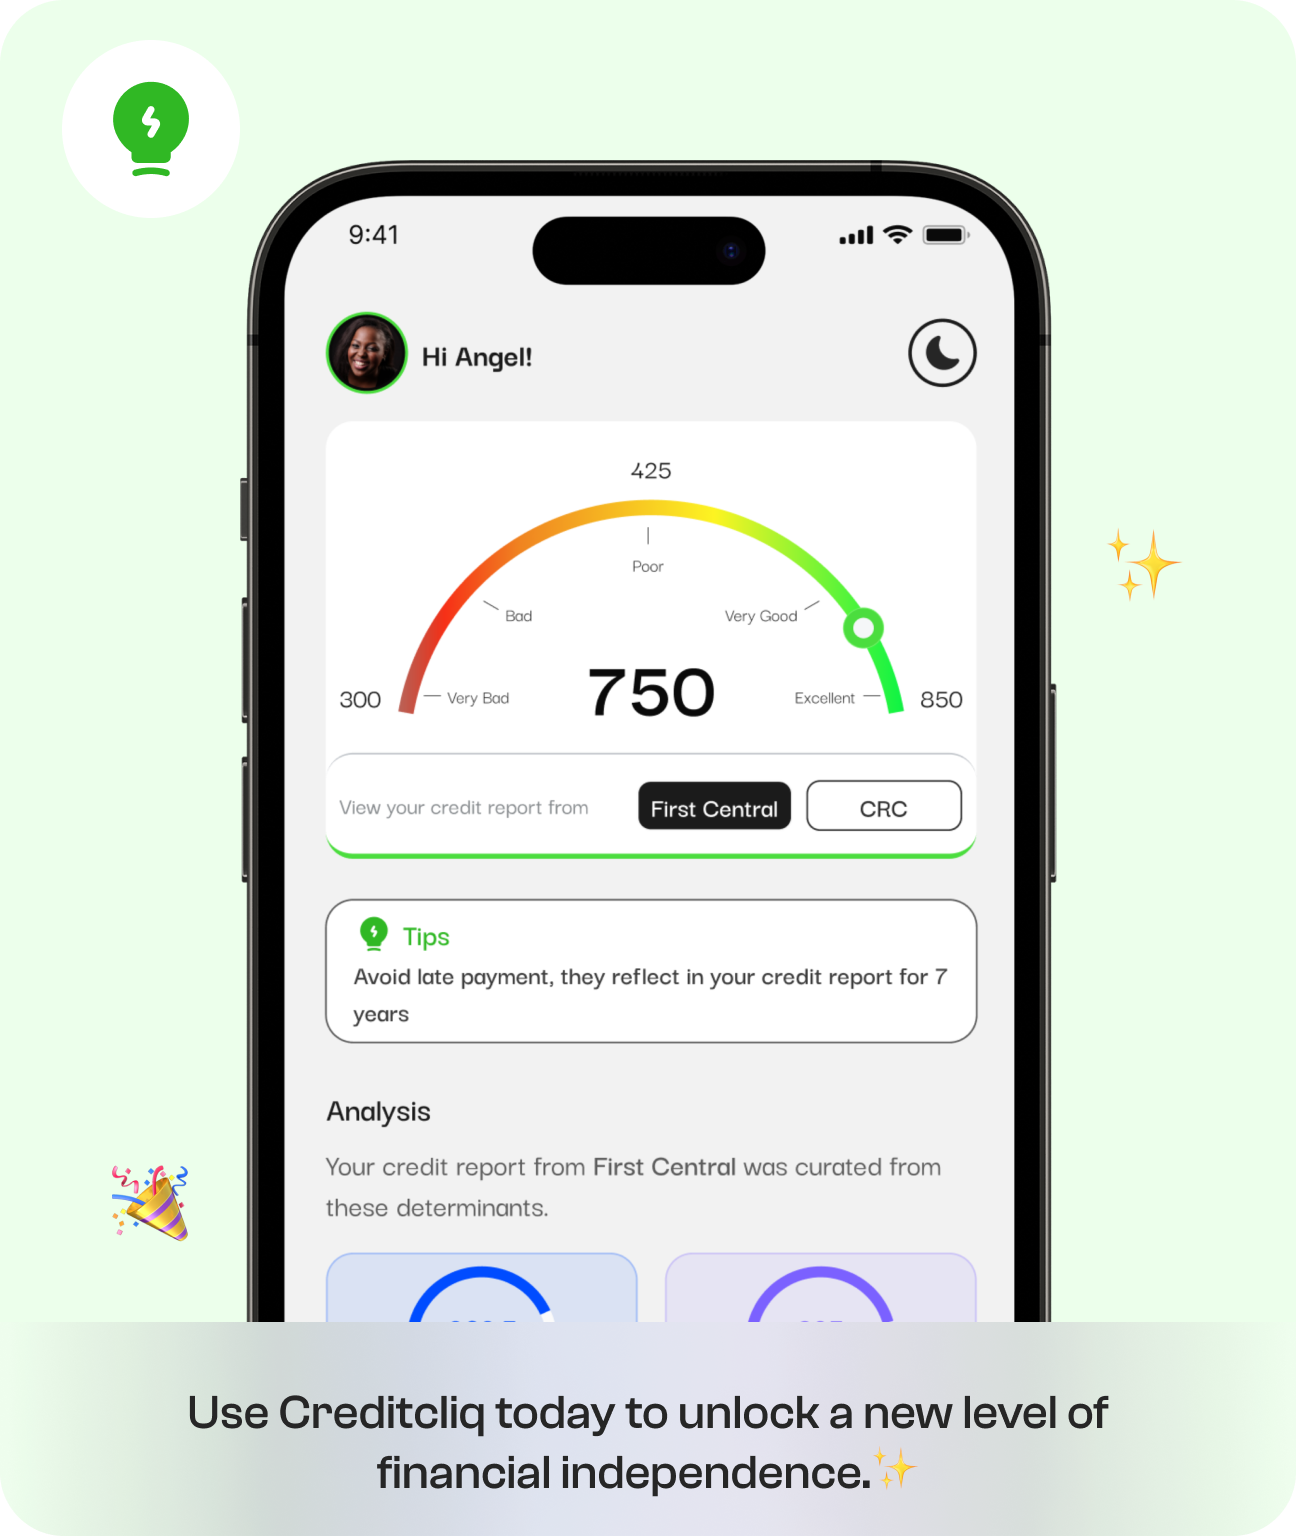 9:41
Hi Angel!
425
Poor
Bad
Very Good
300
Very Bad
750
Excellent
850
View your credit report from
First Central
CRC
Tips
Avoid late payment, they reflect in your credit report for 7
years
Analysis
Your credit report from First Central was curated from
these determinants.
Use Creditcliq today to unlock a new level of
financial independence.✨